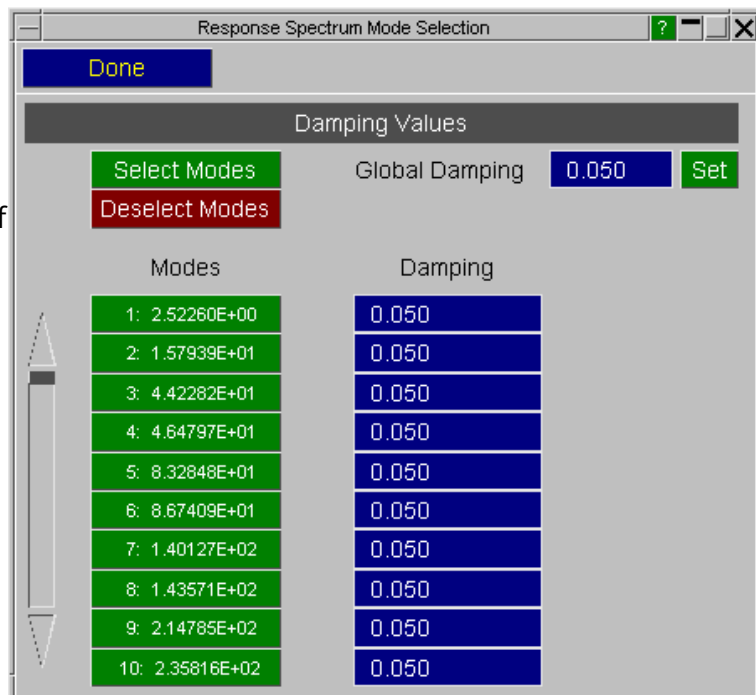 Response Spectrum Mode Selection ?
Done
Damping Values
Select Modes Global Damping 0.050 Set
Deselect Modes
f
Modes Damping
1: 2.52260E+00 0.050
2: 1.57939E+01 0.050
3: 4.42282E+01 0.050
4: 4.64797E+01 0.050
5: 8.32848E+01 0.050
6: 8.67409E+01 0.050
7: 1.40127E+02 0.050
8: 1.43571E+02 0.050
9: 2.14785E+02 0.050
10: 2.35816E+02 0.050